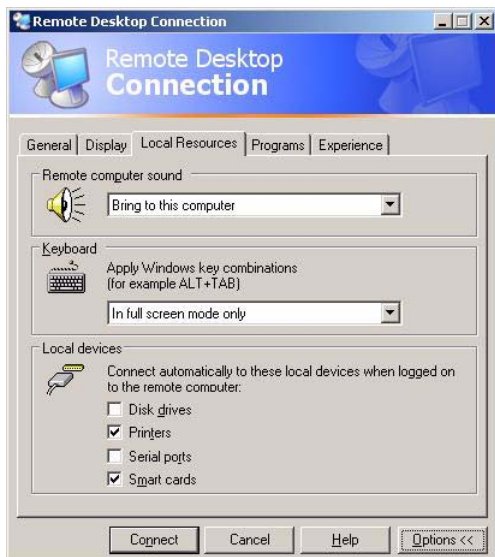 Remote Desktop Connection
Remote Desktop
Connection
General Display Local Resources Programs Experience
Remote computer sound
Bring to this computer
Keyboard
Apply Windows key combinations
(for example ALT+TAB)
In full screen mode only
Local devices
Connect automatically to these local devices when logged on
to the remote computer:
Disk drives
Printers
Serial ports
Smart cards
Connect Cancel Help Options <<